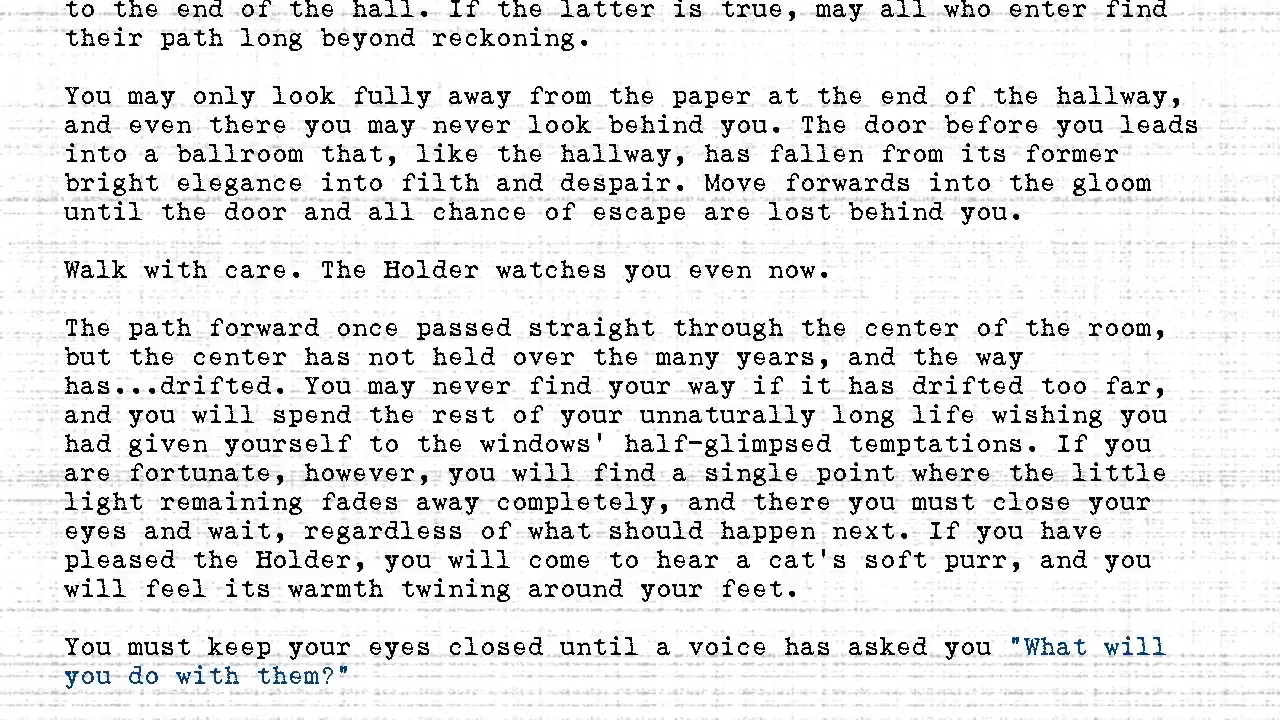 to the end of the hall. If the latter is true, may all who enter find
their path long beyond reckoning.
You may only look fully away from the paper at the end of the hallway,
and even there you may never look behind you. The door before you leads
into a ballroom that, like the hallway, has fallen from its former
bright elegance into filth and despair. Move forwards into the gloom
until the door and all chance of escape are lost behind you.
Walk with care. The Holder watches you even now.
The path forward once passed straight through the center of the room,
but the center has not held over the many years, and the way
has...drifted. You may never find your way if it has drifted too far,
and you will spend the rest of your unnaturally long life wishing you
had given yourself to the windows' half-glimpsed temptations. If you
are fortunate, however, you will find a single point where the little
light remaining fades away completely, and there you must close your
eyes and wait, regardless of what should happen next. If you have
pleased the Holder, you will come to hear a cat's soft purr, and you
will feel its warmth twining around your feet.
You must keep your eyes closed until a voice has asked you "What will
you do with them?"